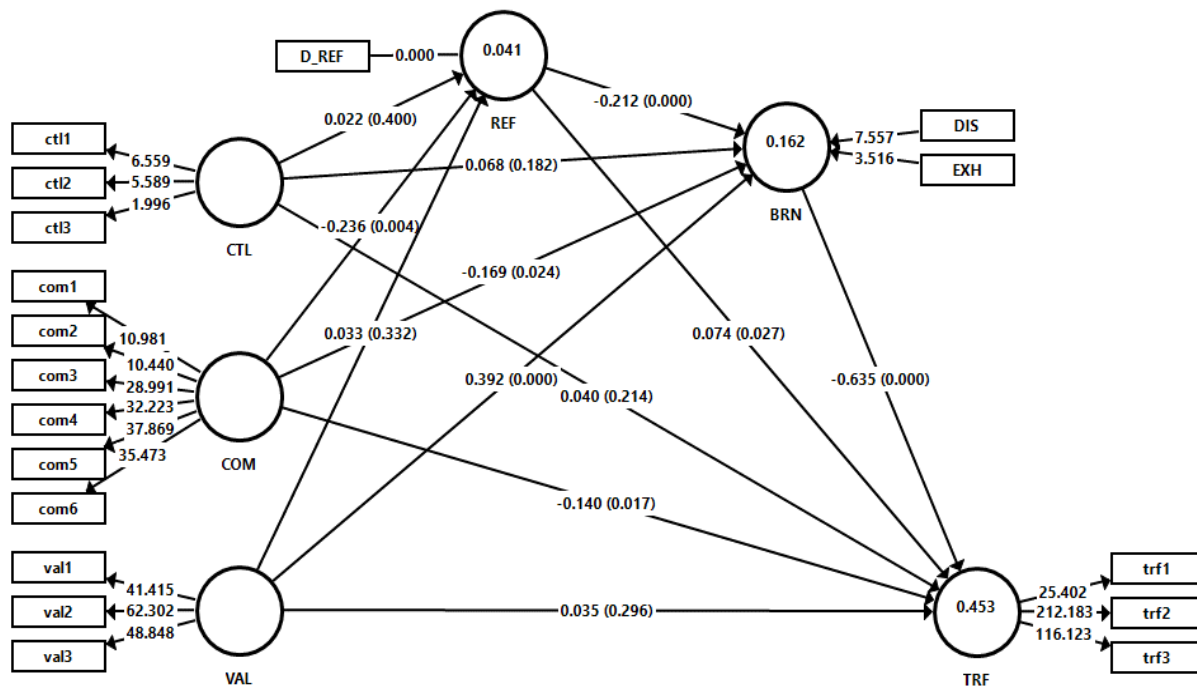 0.041
D_REF
0.000
REF
-0.212 (0.000)
0.022 (0.400)
0.162
7.557
DIS
3.516
EXH
BRN
ctl1
6.559
ctl2
5.589
ctl3
1.996
CTL
0.068 (0.182)
-0.236 (0.004)
-0.169 (0.024)
com1
10.981
com2
10.440
com3
28.991
com4
32.223
com5
37.869
com6
35.473
COM
0.033 (0.332)
0.074 (0.027)
0.392 (0.000)
0.040 (0.214)
-0.635 (0.000)
-0.140 (0.017)
val1
41.415
val2
62.302
val3
48.848
VAL
0.035 (0.296)
0.453
TRF
25.402
trf1
212.183
trf2
116.123
trf3